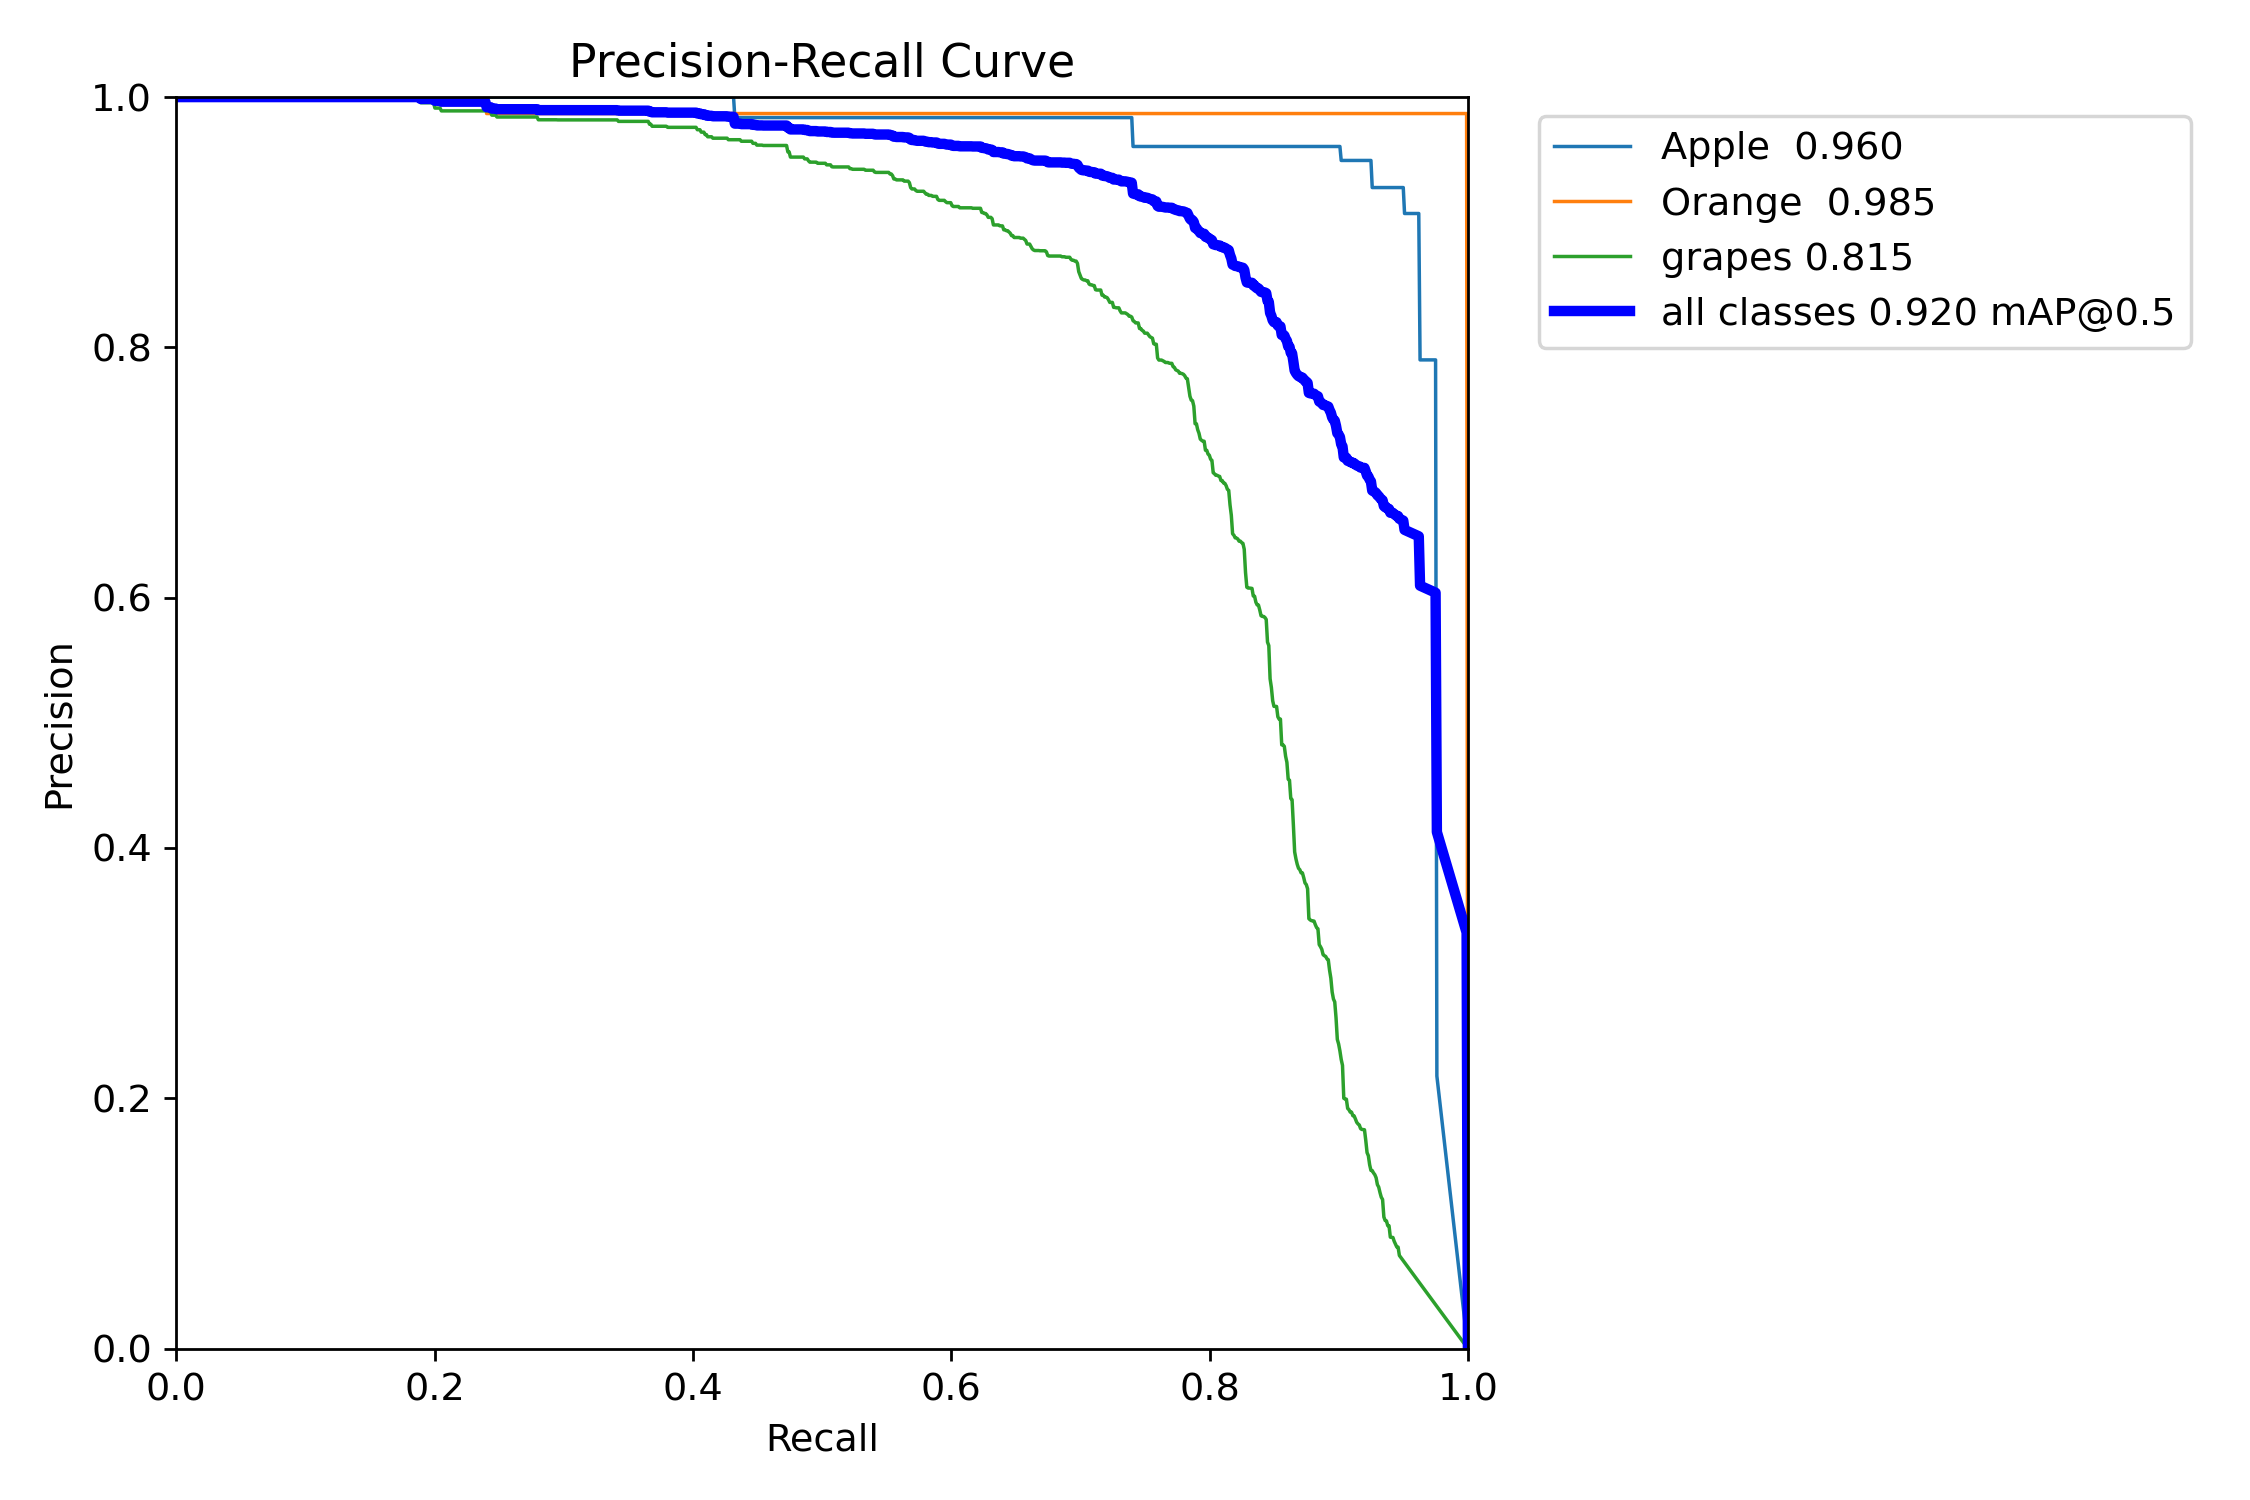 Precision-Recall Curve
1.0
0.8
0.6
0.4
0.2
0.0
Precision
0.0 0.2 0.4 0.6 0.8 1.0
Recall
Apple 0.960
Orange 0.985
grapes 0.815
all classes 0.920 mAP@0.5